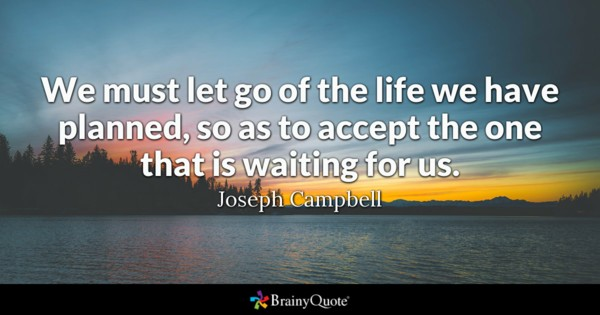 We must let go of the life we have
planned, so as to accept the one
that is waiting for us.
Joseph Campbell
BrainyQuote®